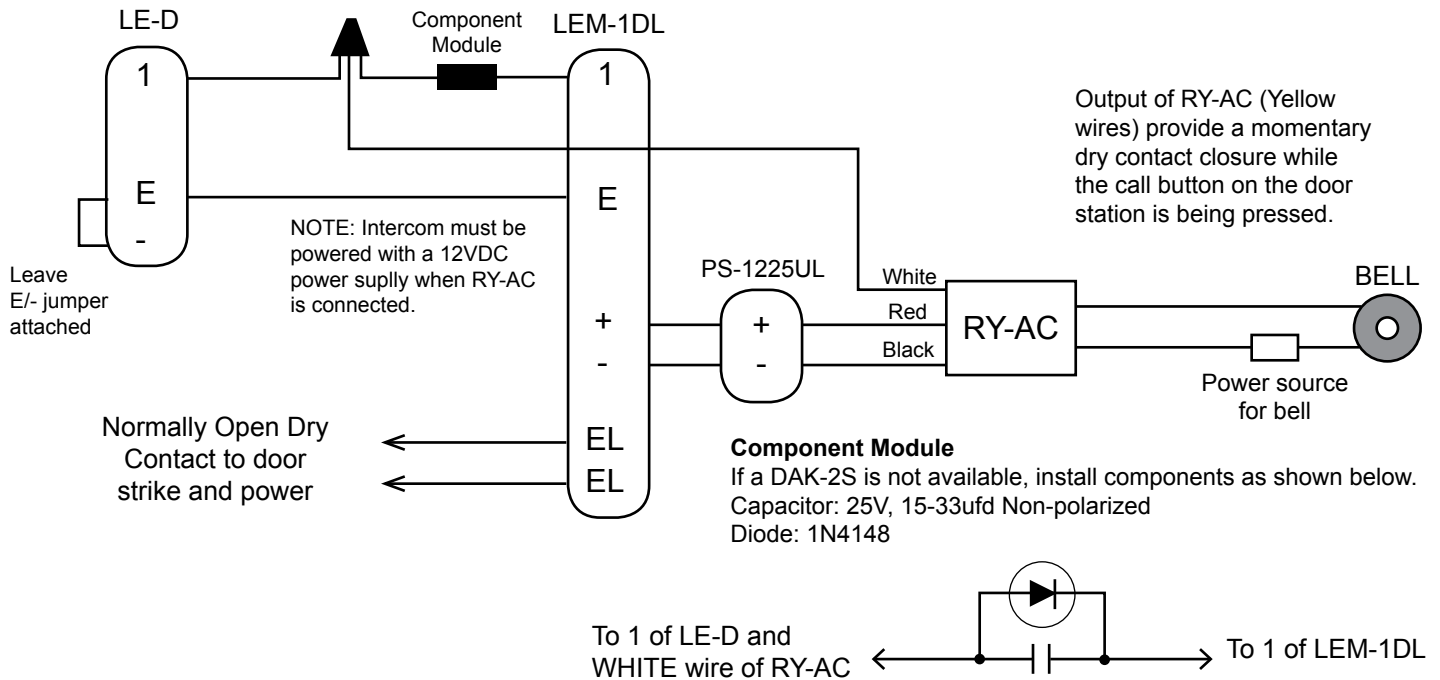 LE-D
Component
Module
LEM-1DL
1
1
E
-
E
+
-
EL
EL
Leave
E/- jumper
attached
NOTE: Intercom must be
powered with a 12VDC
power suplly when RY-AC
is connected.
Output of RY-AC (Yellow
wires) provide a momentary
dry contact closure while
the call button on the door
station is being pressed.
PS-1225UL
+
-
White
Red
Black
RY-AC
BELL
Power source
for bell
Normally Open Dry
Contact to door
strike and power
Component Module
If a DAK-2S is not available, install components as shown below.
Capacitor: 25V, 15-33ufd Non-polarized
Diode: 1N4148
To 1 of LE-D and
WHITE wire of RY-AC
To 1 of LEM-1DL